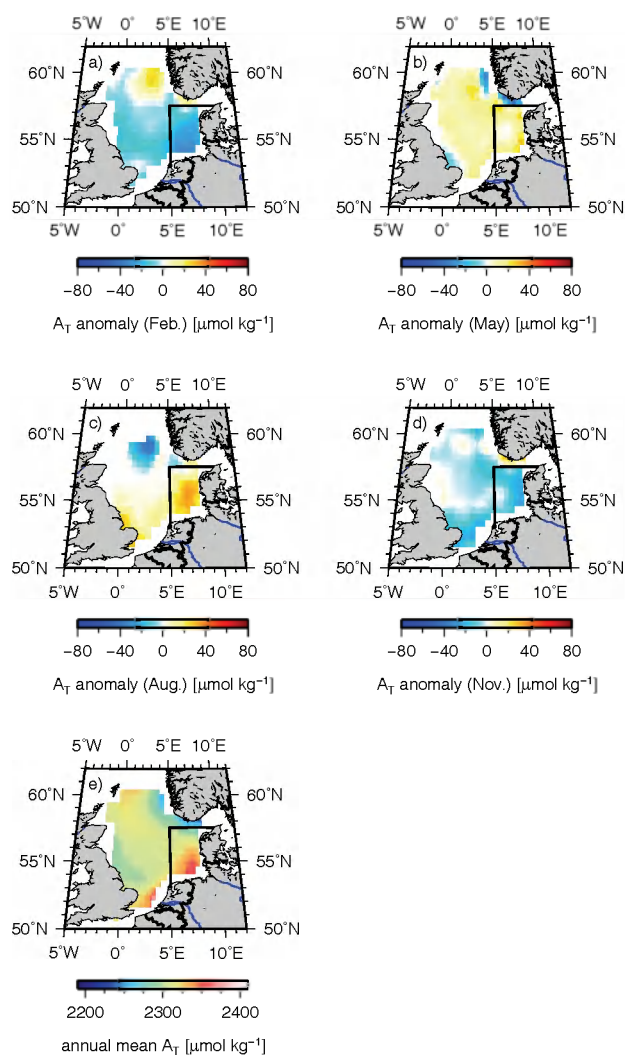 5˚W 0˚ 5˚E 10˚E
a)
60˚N 60˚N
55˚N 55˚N
50˚N 50˚N
5˚W 0˚ 5˚E 10˚E
−80 −40 0 40 80
A_T anomaly (Feb.) [µmol kg⁻¹]
5˚W 0˚ 5˚E 10˚E
b)
60˚N 60˚N
55˚N 55˚N
50˚N 50˚N
5˚W 0˚ 5˚E 10˚E
−80 −40 0 40 80
A_T anomaly (May) [µmol kg⁻¹]
5˚W 0˚ 5˚E 10˚E
c)
60˚N 60˚N
55˚N 55˚N
50˚N 50˚N
5˚W 0˚ 5˚E 10˚E
−80 −40 0 40 80
A_T anomaly (Aug.) [µmol kg⁻¹]
5˚W 0˚ 5˚E 10˚E
d)
60˚N 60˚N
55˚N 55˚N
50˚N 50˚N
5˚W 0˚ 5˚E 10˚E
−80 −40 0 40 80
A_T anomaly (Nov.) [µmol kg⁻¹]
5˚W 0˚ 5˚E 10˚E
e)
60˚N 60˚N
55˚N 55˚N
50˚N 50˚N
5˚W 0˚ 5˚E 10˚E
2200 2300 2400
annual mean A_T [µmol kg⁻¹]